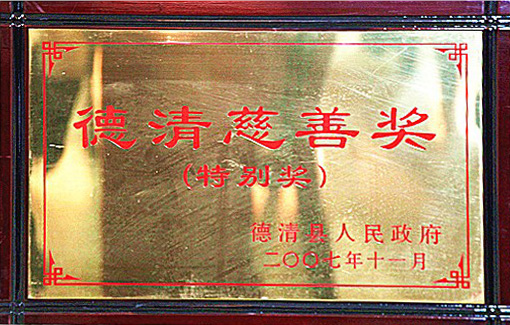 德清慈善奖
(特别奖)
德清县人民政府
二〇〇七年十一月